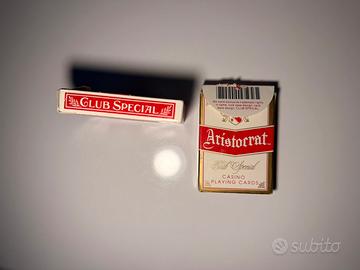 CLUB SPECIAL
Aristocrat
Club Special
CASINO
PLAYING CARDS
subito